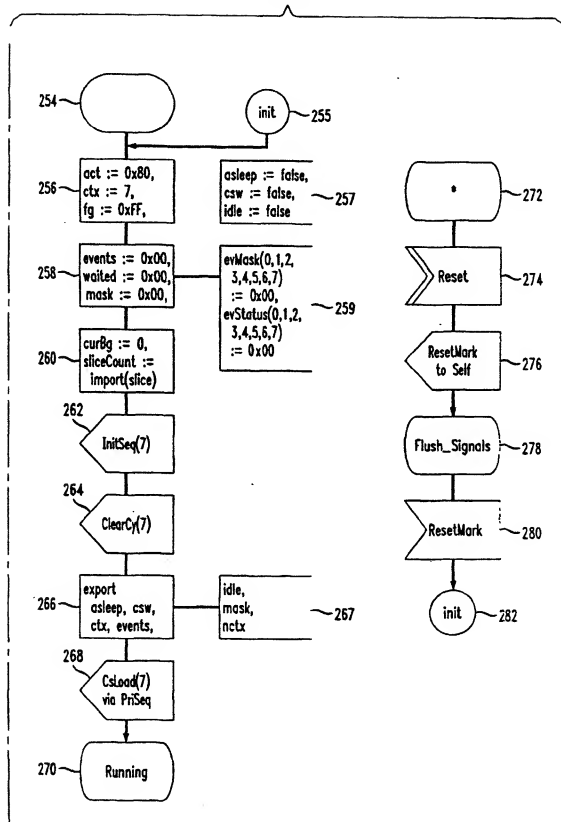 254
init
255
act := 0x80,
ctx := 7,
fg := 0xFF,
256
asleep := false,
csw := false,
idle := false
257
*
272
events := 0x00,
waited := 0x00,
mask := 0x00,
258
evMask(0,1,2,
3,4,5,6,7)
:= 0x00,
evStatus(0,1,2,
3,4,5,6,7)
:= 0x00
259
Reset
274
curBg := 0,
sliceCount :=
import(slice)
260
ResetMark
to Self
276
262
InitSeq(7)
Flush_Signals
278
264
ClearCy(7)
ResetMark
280
export
asleep, csw,
ctx, events,
266
idle,
mask,
nctx
267
init
282
268
CsLoad(7)
via PriSeq
Running
270